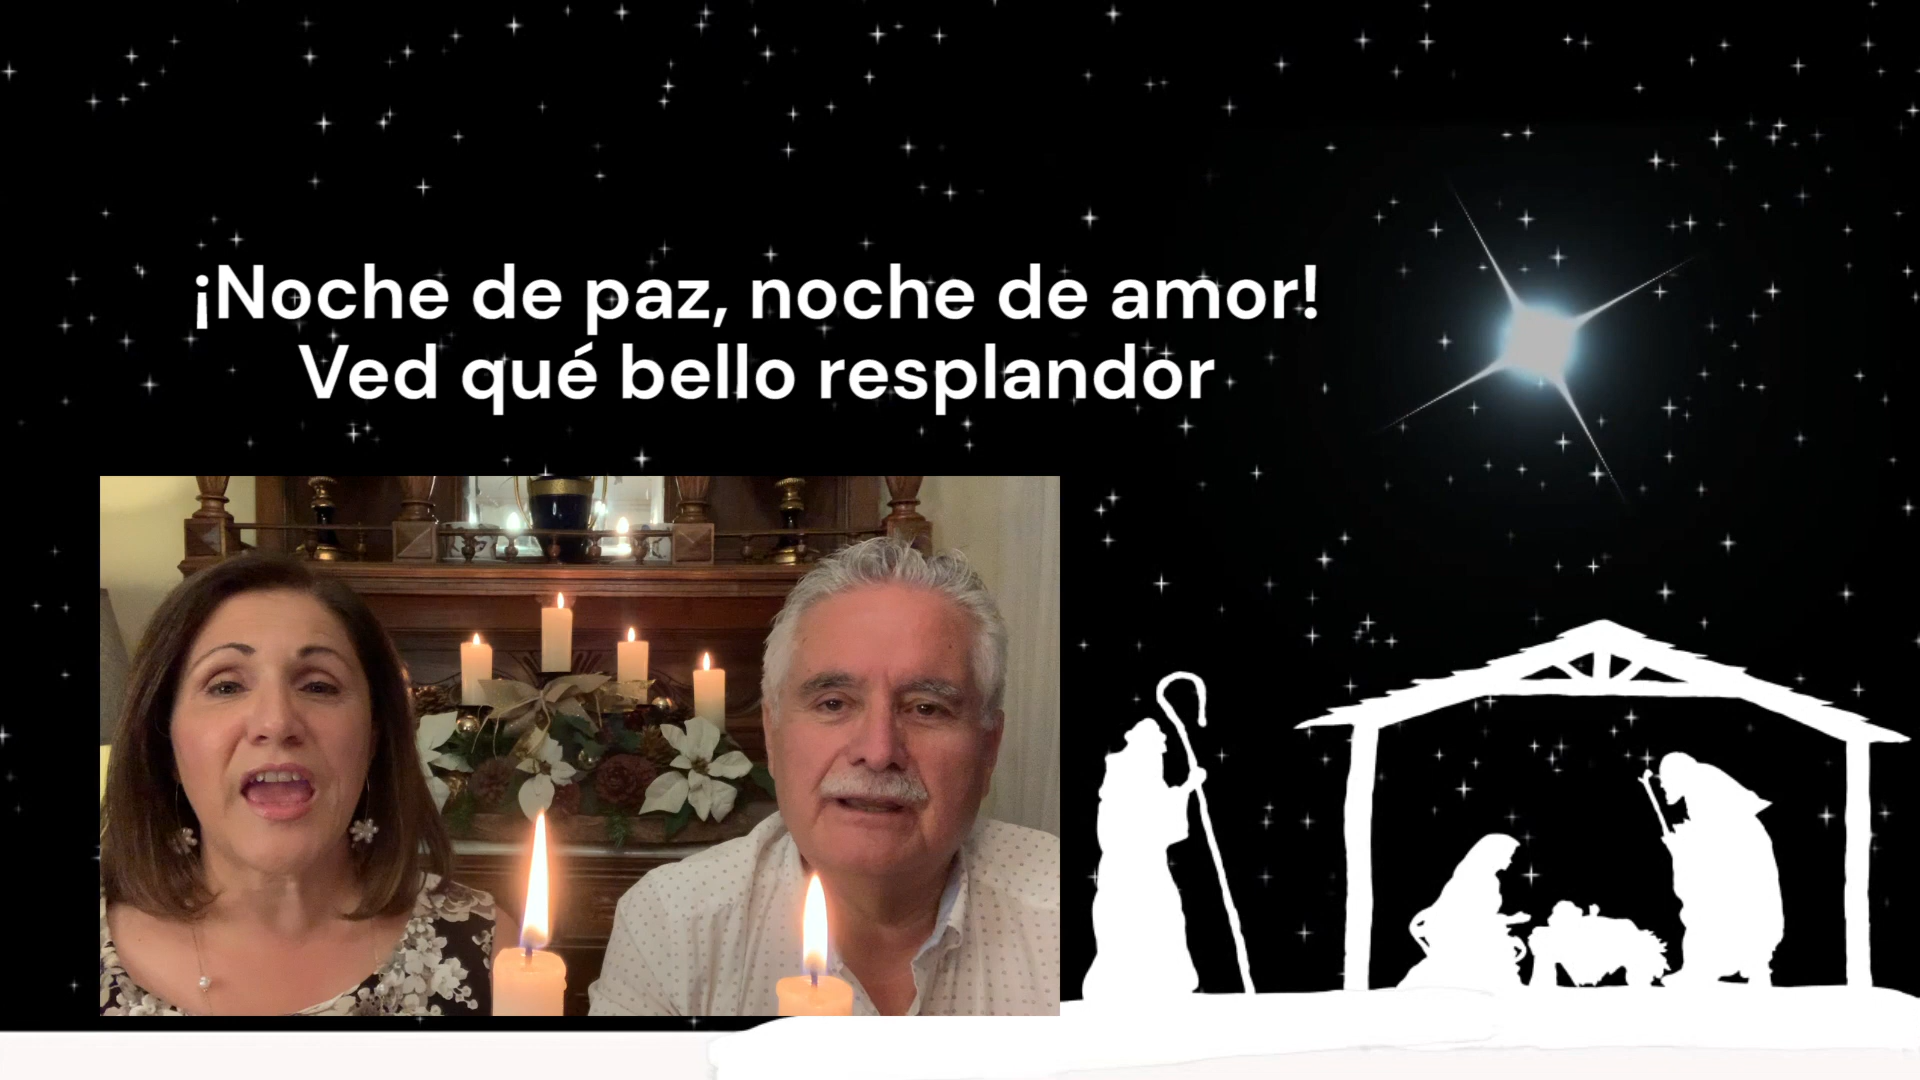 ¡Noche de paz, noche de amor!
Ved qué bello resplandor